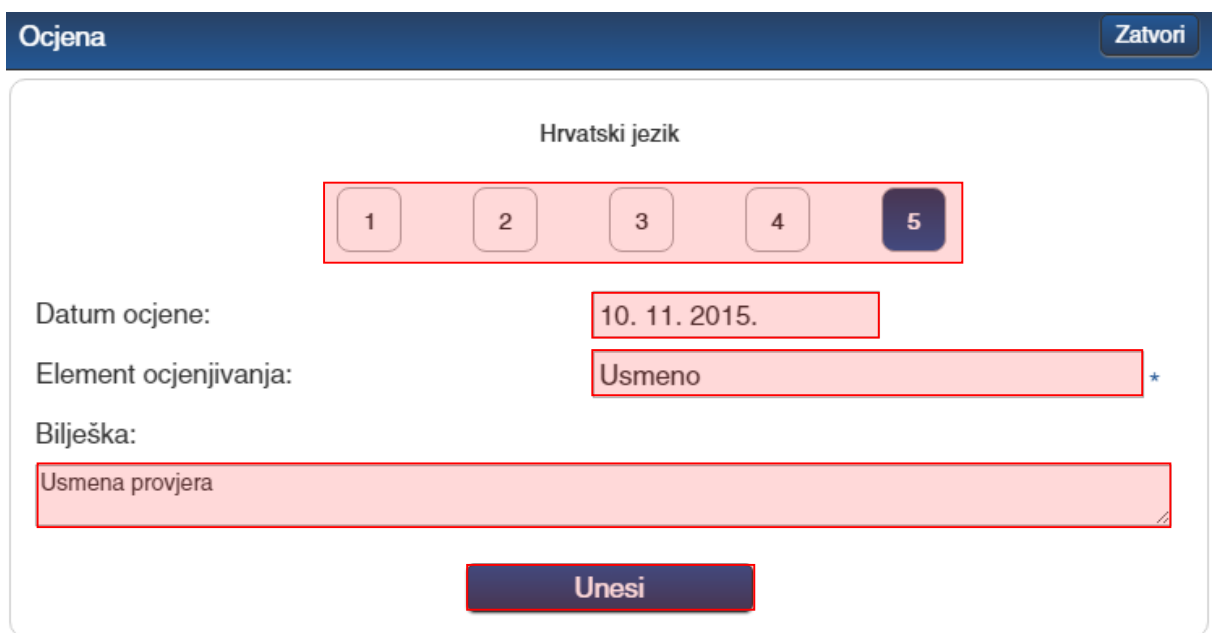 Ocjena Zatvori
Hrvatski jezik
1 2 3 4 5
Datum ocjene: 10. 11. 2015.
Element ocjenjivanja: Usmeno *
Bilješka:
Usmena provjera
Unesi